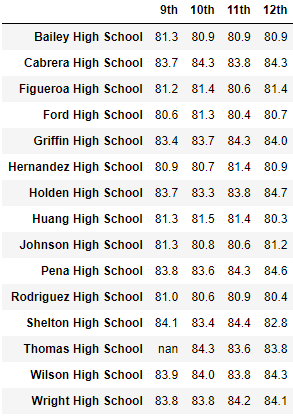 9th 10th 11th 12th
Bailey High School 81.3 80.9 80.9 80.9
Cabrera High School 83.7 84.3 83.8 84.3
Figueroa High School 81.2 81.4 80.6 81.4
Ford High School 80.6 81.3 80.4 80.7
Griffin High School 83.4 83.7 84.3 84.0
Hernandez High School 80.9 80.7 81.4 80.9
Holden High School 83.7 83.3 83.8 84.7
Huang High School 81.3 81.5 81.4 80.3
Johnson High School 81.3 80.8 80.6 81.2
Pena High School 83.8 83.6 84.3 84.6
Rodriguez High School 81.0 80.6 80.9 80.4
Shelton High School 84.1 83.4 84.4 82.8
Thomas High School nan 84.3 83.6 83.8
Wilson High School 83.9 84.0 83.8 84.3
Wright High School 83.8 83.8 84.2 84.1